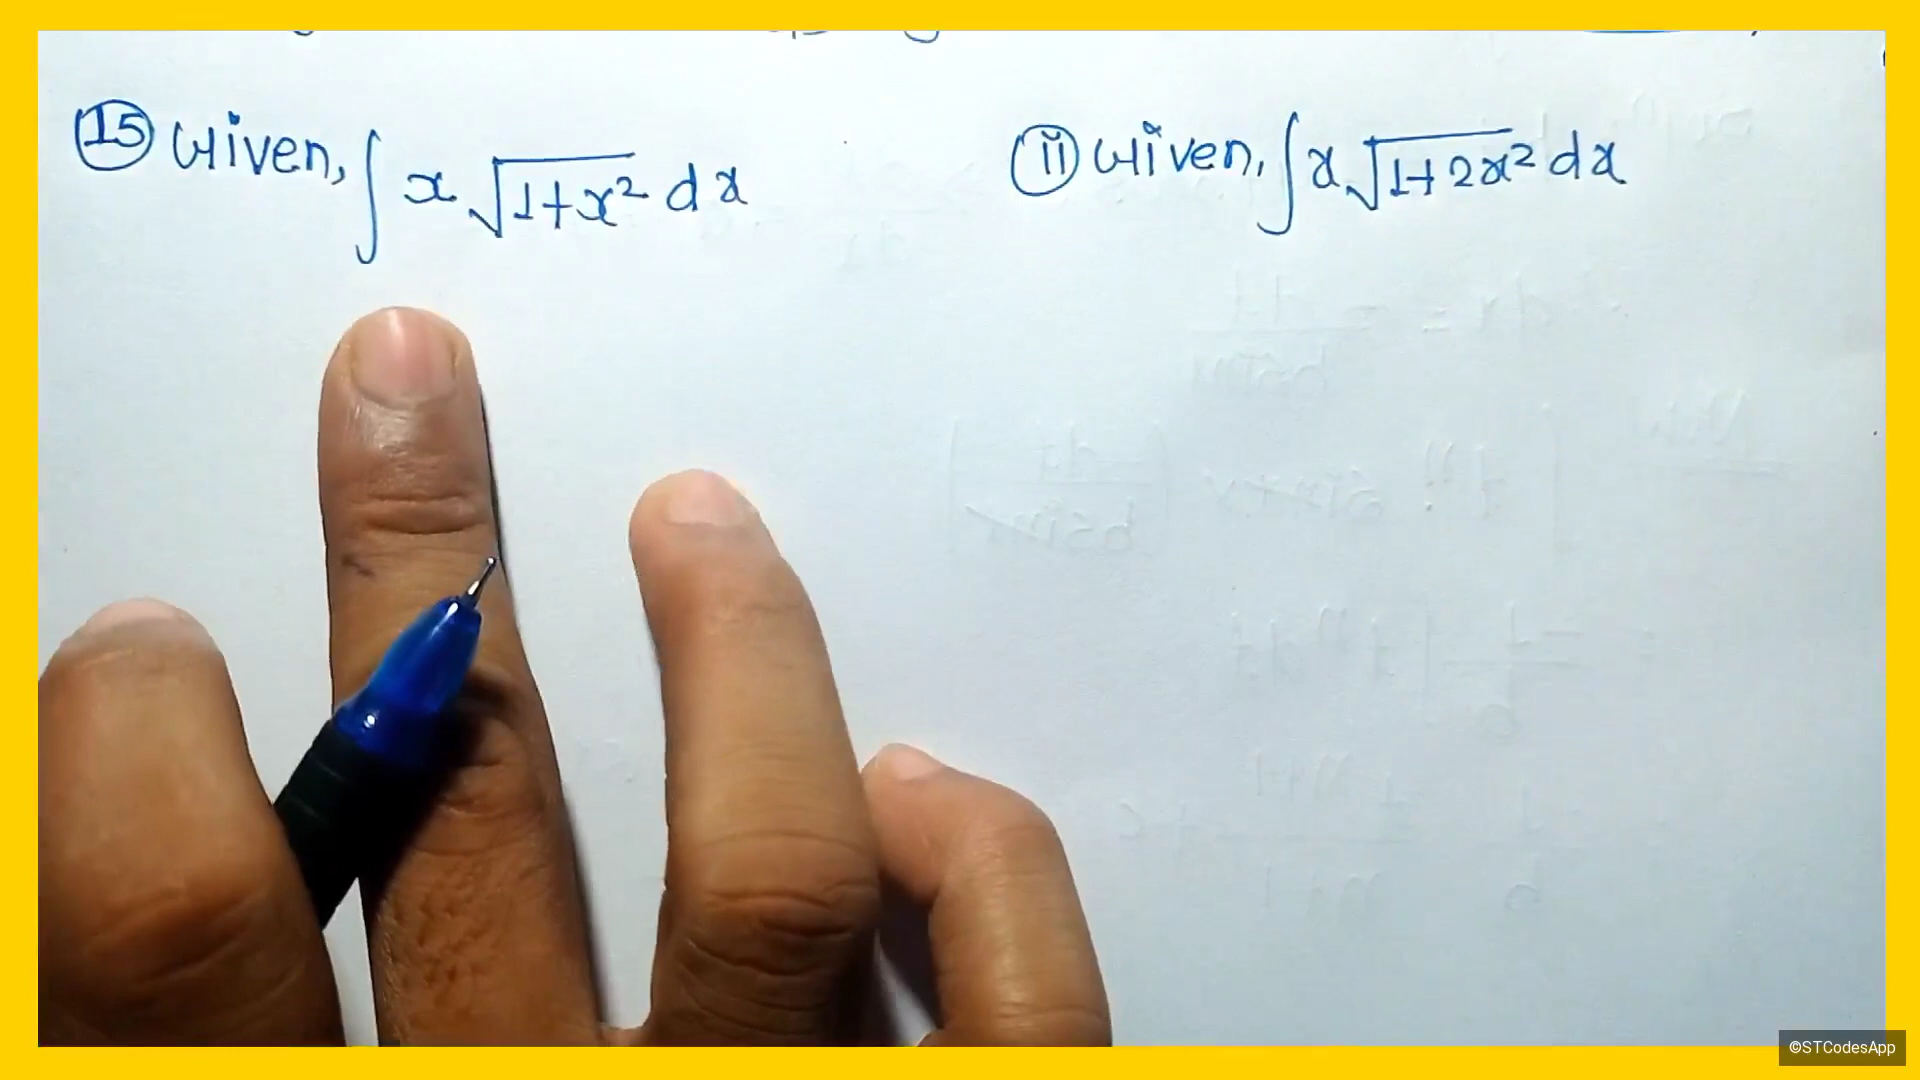 15 Given, ∫ x √1+x² dx
ii Given, ∫ x √1+2x² dx
©STCodesApp